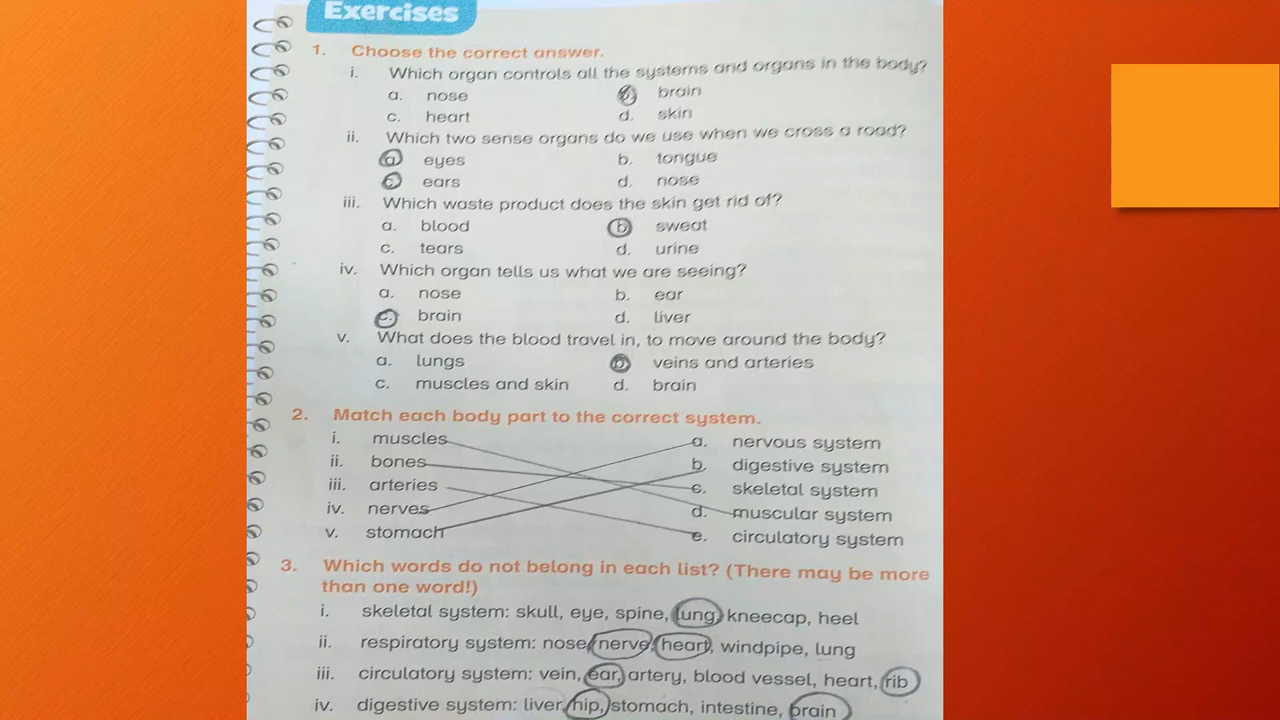 Exercises
1. Choose the correct answer.
i. Which organ controls all the systems and organs in the body?
a. nose b. brain
c. heart d. skin
ii. Which two sense organs do we use when we cross a road?
a. eyes b. tongue
c. ears d. nose
iii. Which waste product does the skin get rid of?
a. blood b. sweat
c. tears d. urine
iv. Which organ tells us what we are seeing?
a. nose b. ear
c. brain d. liver
v. What does the blood travel in, to move around the body?
a. lungs b. veins and arteries
c. muscles and skin d. brain
2. Match each body part to the correct system.
i. muscles a. nervous system
ii. bones b. digestive system
iii. arteries c. skeletal system
iv. nerves d. muscular system
v. stomach e. circulatory system
3. Which words do not belong in each list? (There may be more
than one word!)
i. skeletal system: skull, eye, spine, lung, kneecap, heel
ii. respiratory system: nose, nerve, heart, windpipe, lung
iii. circulatory system: vein, ear, artery, blood vessel, heart, rib
iv. digestive system: liver, hip, stomach, intestine, brain